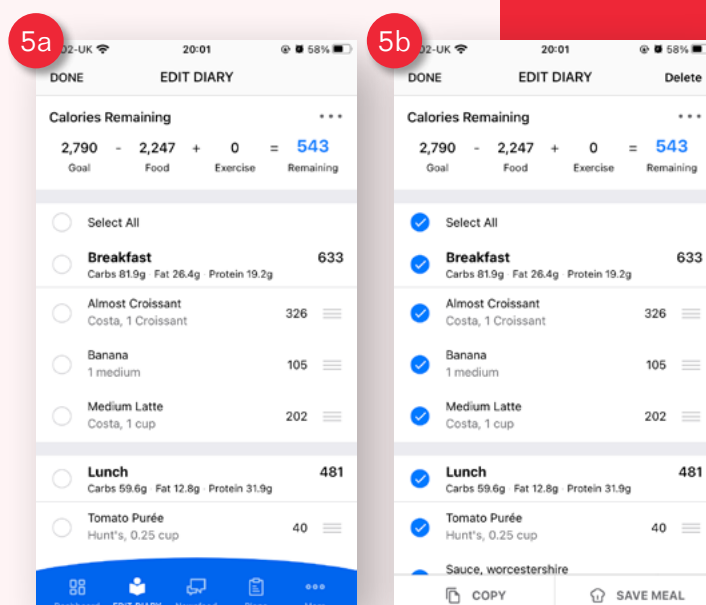 5a
O2-UK 20:01 58%
DONE EDIT DIARY
Calories Remaining
2,790 - 2,247 + 0 = 543
Goal Food Exercise Remaining
Select All
Breakfast 633
Carbs 81.9g · Fat 26.4g · Protein 19.2g
Almost Croissant
Costa, 1 Croissant 326
Banana
1 medium 105
Medium Latte
Costa, 1 cup 202
Lunch 481
Carbs 59.6g · Fat 12.8g · Protein 31.9g
Tomato Purée
Hunt's, 0.25 cup 40
Dashboard EDIT DIARY Newsfeed Plans More
5b
O2-UK 20:01 58%
DONE EDIT DIARY Delete
Calories Remaining
2,790 - 2,247 + 0 = 543
Goal Food Exercise Remaining
Select All
Breakfast 633
Carbs 81.9g · Fat 26.4g · Protein 19.2g
Almost Croissant
Costa, 1 Croissant 326
Banana
1 medium 105
Medium Latte
Costa, 1 cup 202
Lunch 481
Carbs 59.6g · Fat 12.8g · Protein 31.9g
Tomato Purée
Hunt's, 0.25 cup 40
Sauce, worcestershire
COPY SAVE MEAL